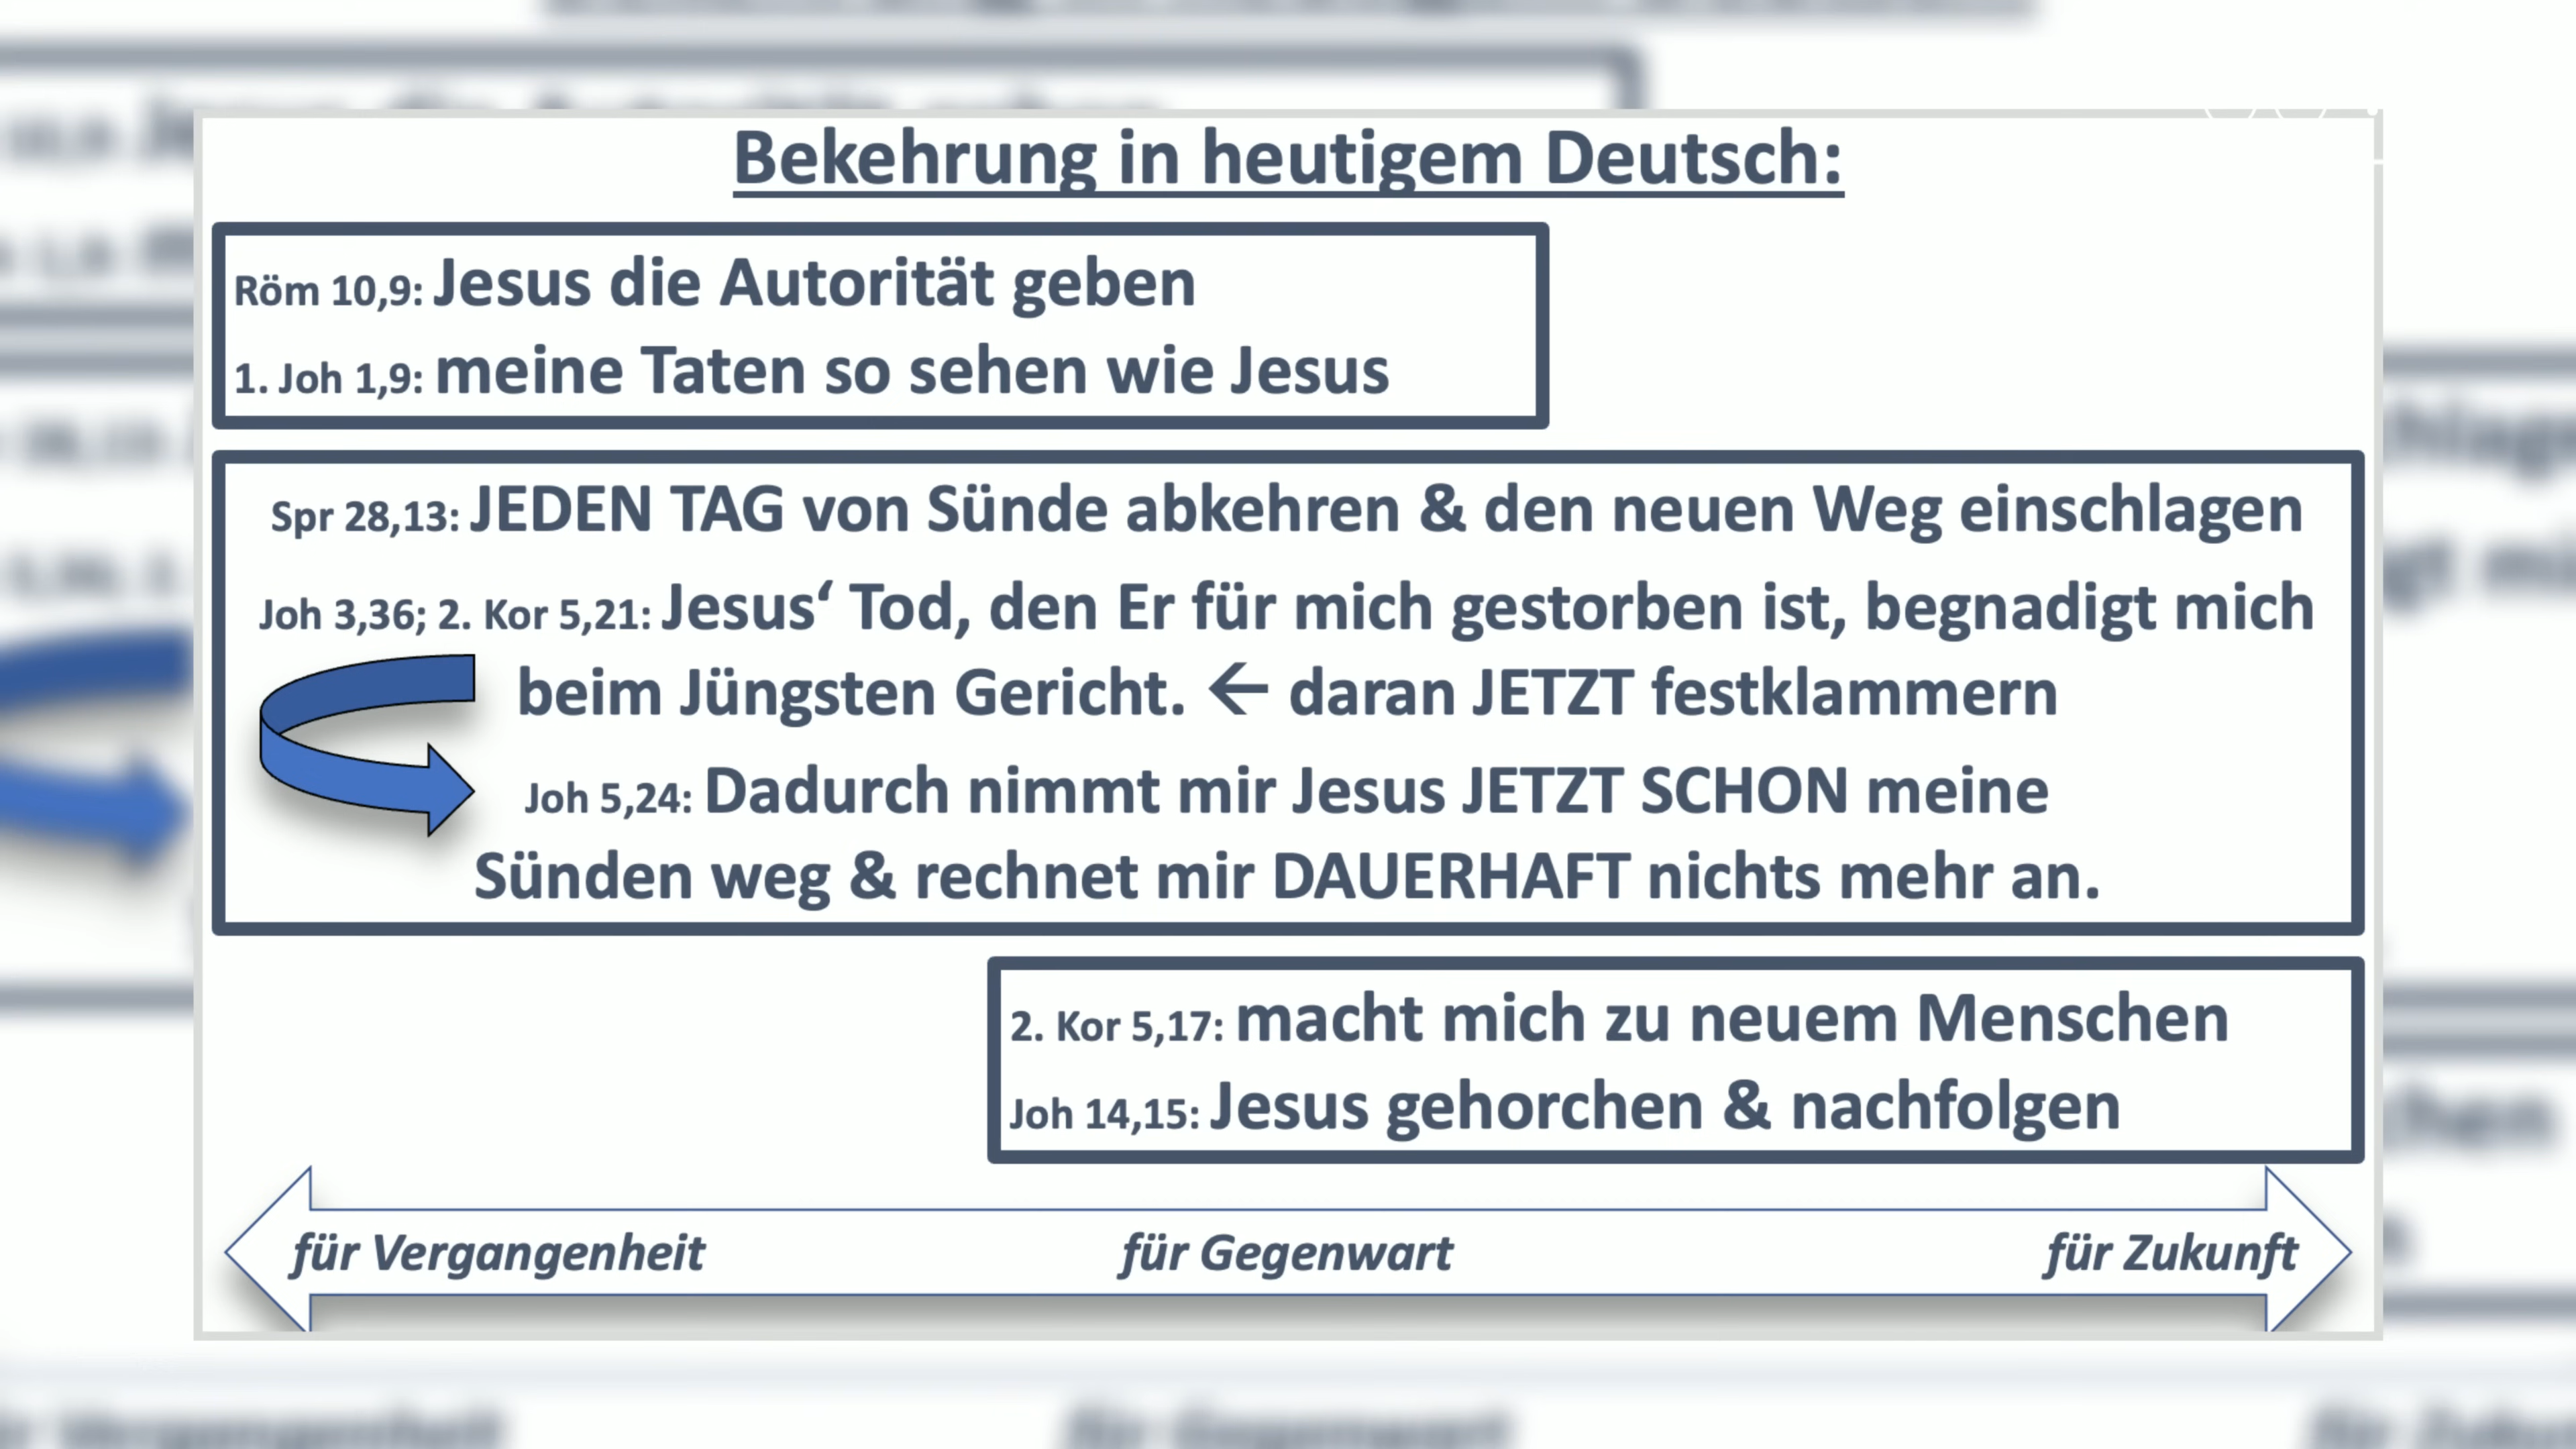 Bekehrung in heutigem Deutsch:
Röm 10,9: Jesus die Autorität geben
1. Joh 1,9: meine Taten so sehen wie Jesus
Spr 28,13: JEDEN TAG von Sünde abkehren & den neuen Weg einschlagen
Joh 3,36; 2. Kor 5,21: Jesus‘ Tod, den Er für mich gestorben ist, begnadigt mich
beim Jüngsten Gericht. ← daran JETZT festklammern
Joh 5,24: Dadurch nimmt mir Jesus JETZT SCHON meine
Sünden weg & rechnet mir DAUERHAFT nichts mehr an.
2. Kor 5,17: macht mich zu neuem Menschen
Joh 14,15: Jesus gehorchen & nachfolgen
für Vergangenheit für Gegenwart für Zukunft